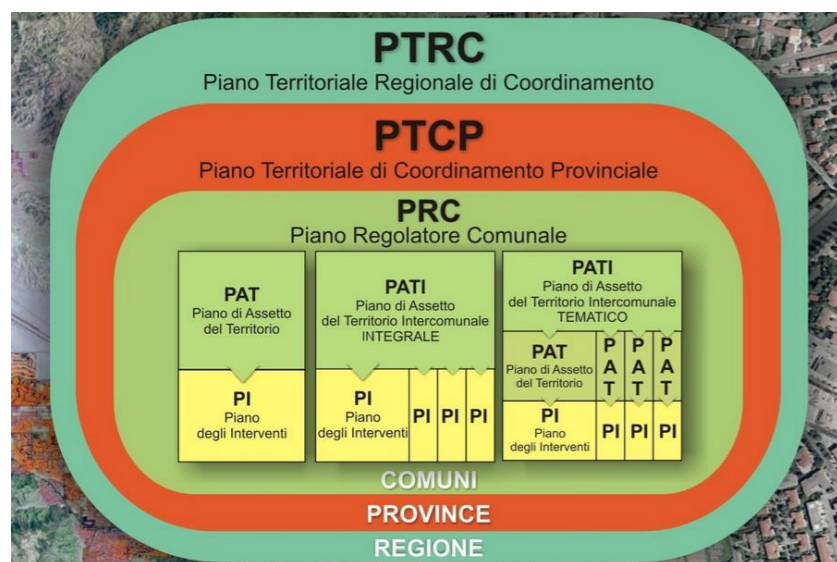 PTRC
Piano Territoriale Regionale di Coordinamento
PTCP
Piano Territoriale di Coordinamento Provinciale
PRC
Piano Regolatore Comunale
PAT
Piano di Assetto
del Territorio
PI
Piano
degli Interventi
PATI
Piano di Assetto
del Territorio Intercomunale
INTEGRALE
PI
Piano
degli Interventi
PI PI PI
PATI
Piano di Assetto
del Territorio Intercomunale
TEMATICO
PAT
Piano di Assetto
del Territorio
PAT PAT PAT
PI
Piano
degli Interventi
PI PI PI
COMUNI
PROVINCE
REGIONE